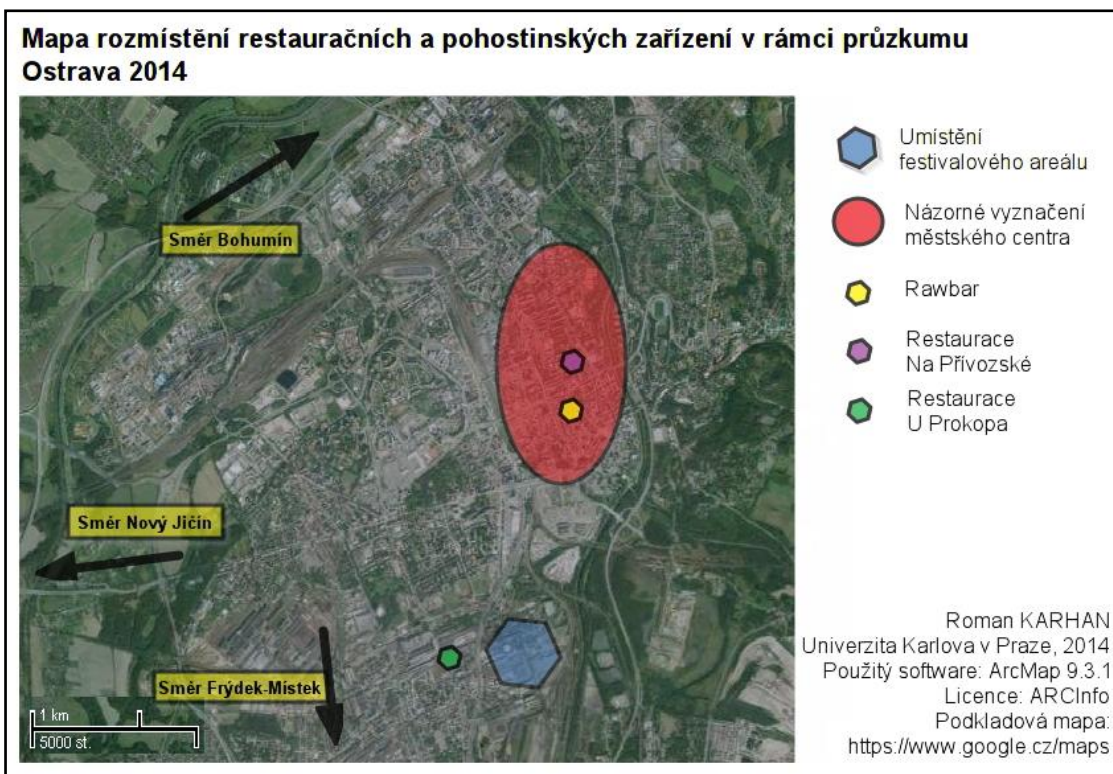 Mapa rozmístění restauračních a pohostinských zařízení v rámci průzkumu
Ostrava 2014
Směr Bohumín
Směr Nový Jičín
Směr Frýdek-Místek
1 km
5000 st.
Umístění
festivalového areálu
Názorné vyznačení
městského centra
Rawbar
Restaurace
Na Přívozské
Restaurace
U Prokopa
Roman KARHAN
Univerzita Karlova v Praze, 2014
Použitý software: ArcMap 9.3.1
Licence: ARCInfo
Podkladová mapa:
https://www.google.cz/maps